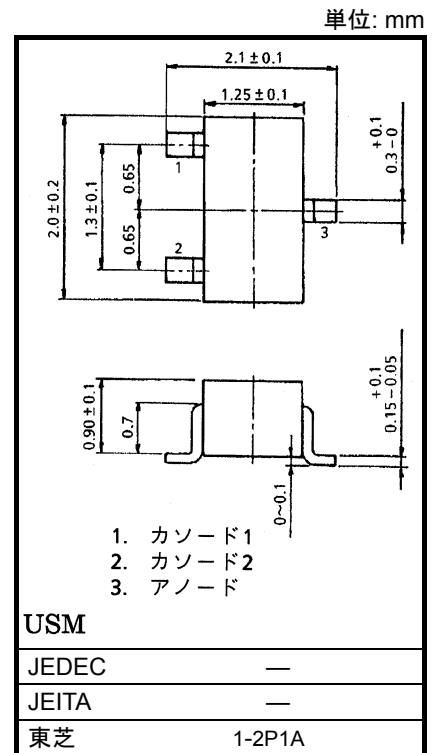 単位: mm
2.1±0.1
1.25±0.1
+0.1
0.3-0
2.0±0.2
1.3±0.1
0.65
0.65
1
2
3
0.90±0.1
0.7
+0.1
0.15-0.05
0~0.1
1. カソード1
2. カソード2
3. アノード
USM
JEDEC —
JEITA —
東芝 1-2P1A